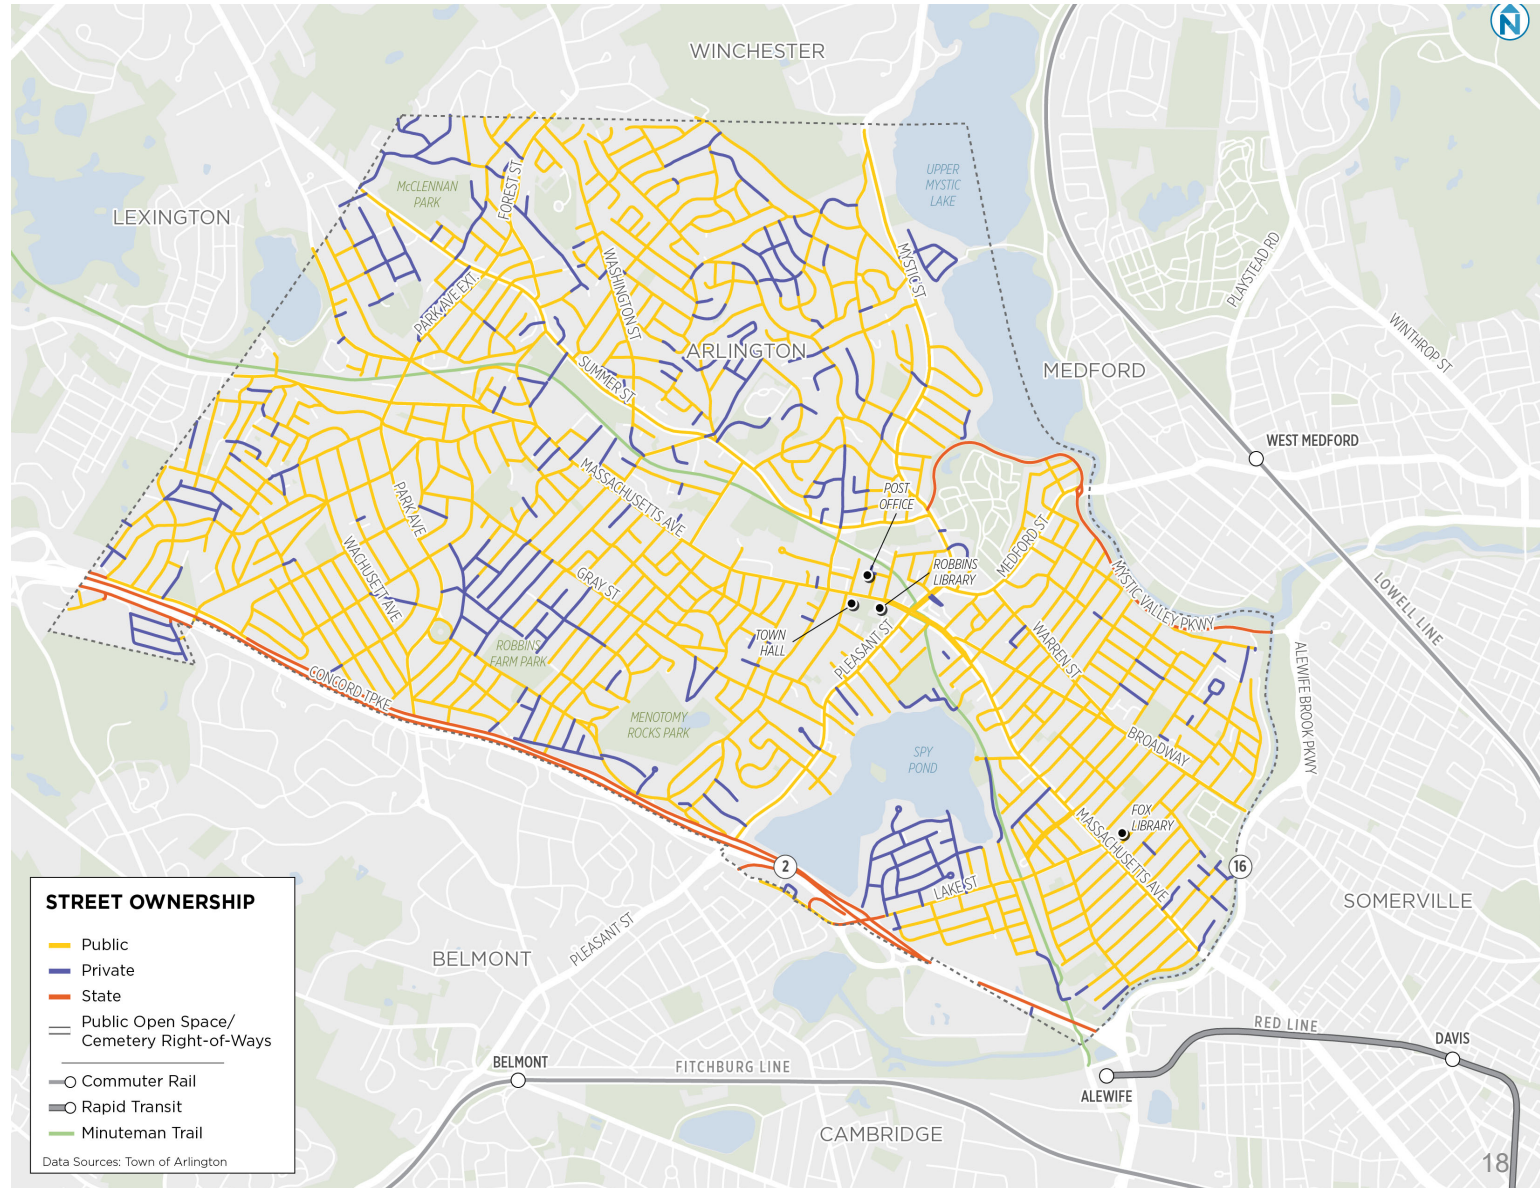 N
WINCHESTER
UPPER
MYSTIC
LAKE
McCLENNAN
PARK
FOREST ST
LEXINGTON
MYSTIC ST
PLAYSTEAD RD
WASHINGTON ST
PARK AVE EXT.
WINTHROP ST
ARLINGTON
MEDFORD
SUMMER ST
WEST MEDFORD
MASSACHUSETTS AVE
POST
OFFICE
PARK AVE
MEDFORD ST
WACHUSETT AVE
ROBBINS
LIBRARY
GRAY ST
MYSTIC VALLEY PKWY
LOWELL LINE
TOWN
HALL
PLEASANT ST
WARREN ST
ROBBINS
FARM PARK
ALEWIFE BROOK PKWY
CONCORD TPKE
MENOTOMY
ROCKS PARK
BROADWAY
SPY
POND
FOX
LIBRARY
MASSACHUSETTS AVE
2
16
LAKE ST
SOMERVILLE
PLEASANT ST
BELMONT
STREET OWNERSHIP
Public
Private
State
Public Open Space/
Cemetery Right-of-Ways
Commuter Rail
Rapid Transit
Minuteman Trail
Data Sources: Town of Arlington
RED LINE
DAVIS
BELMONT
FITCHBURG LINE
ALEWIFE
CAMBRIDGE
18